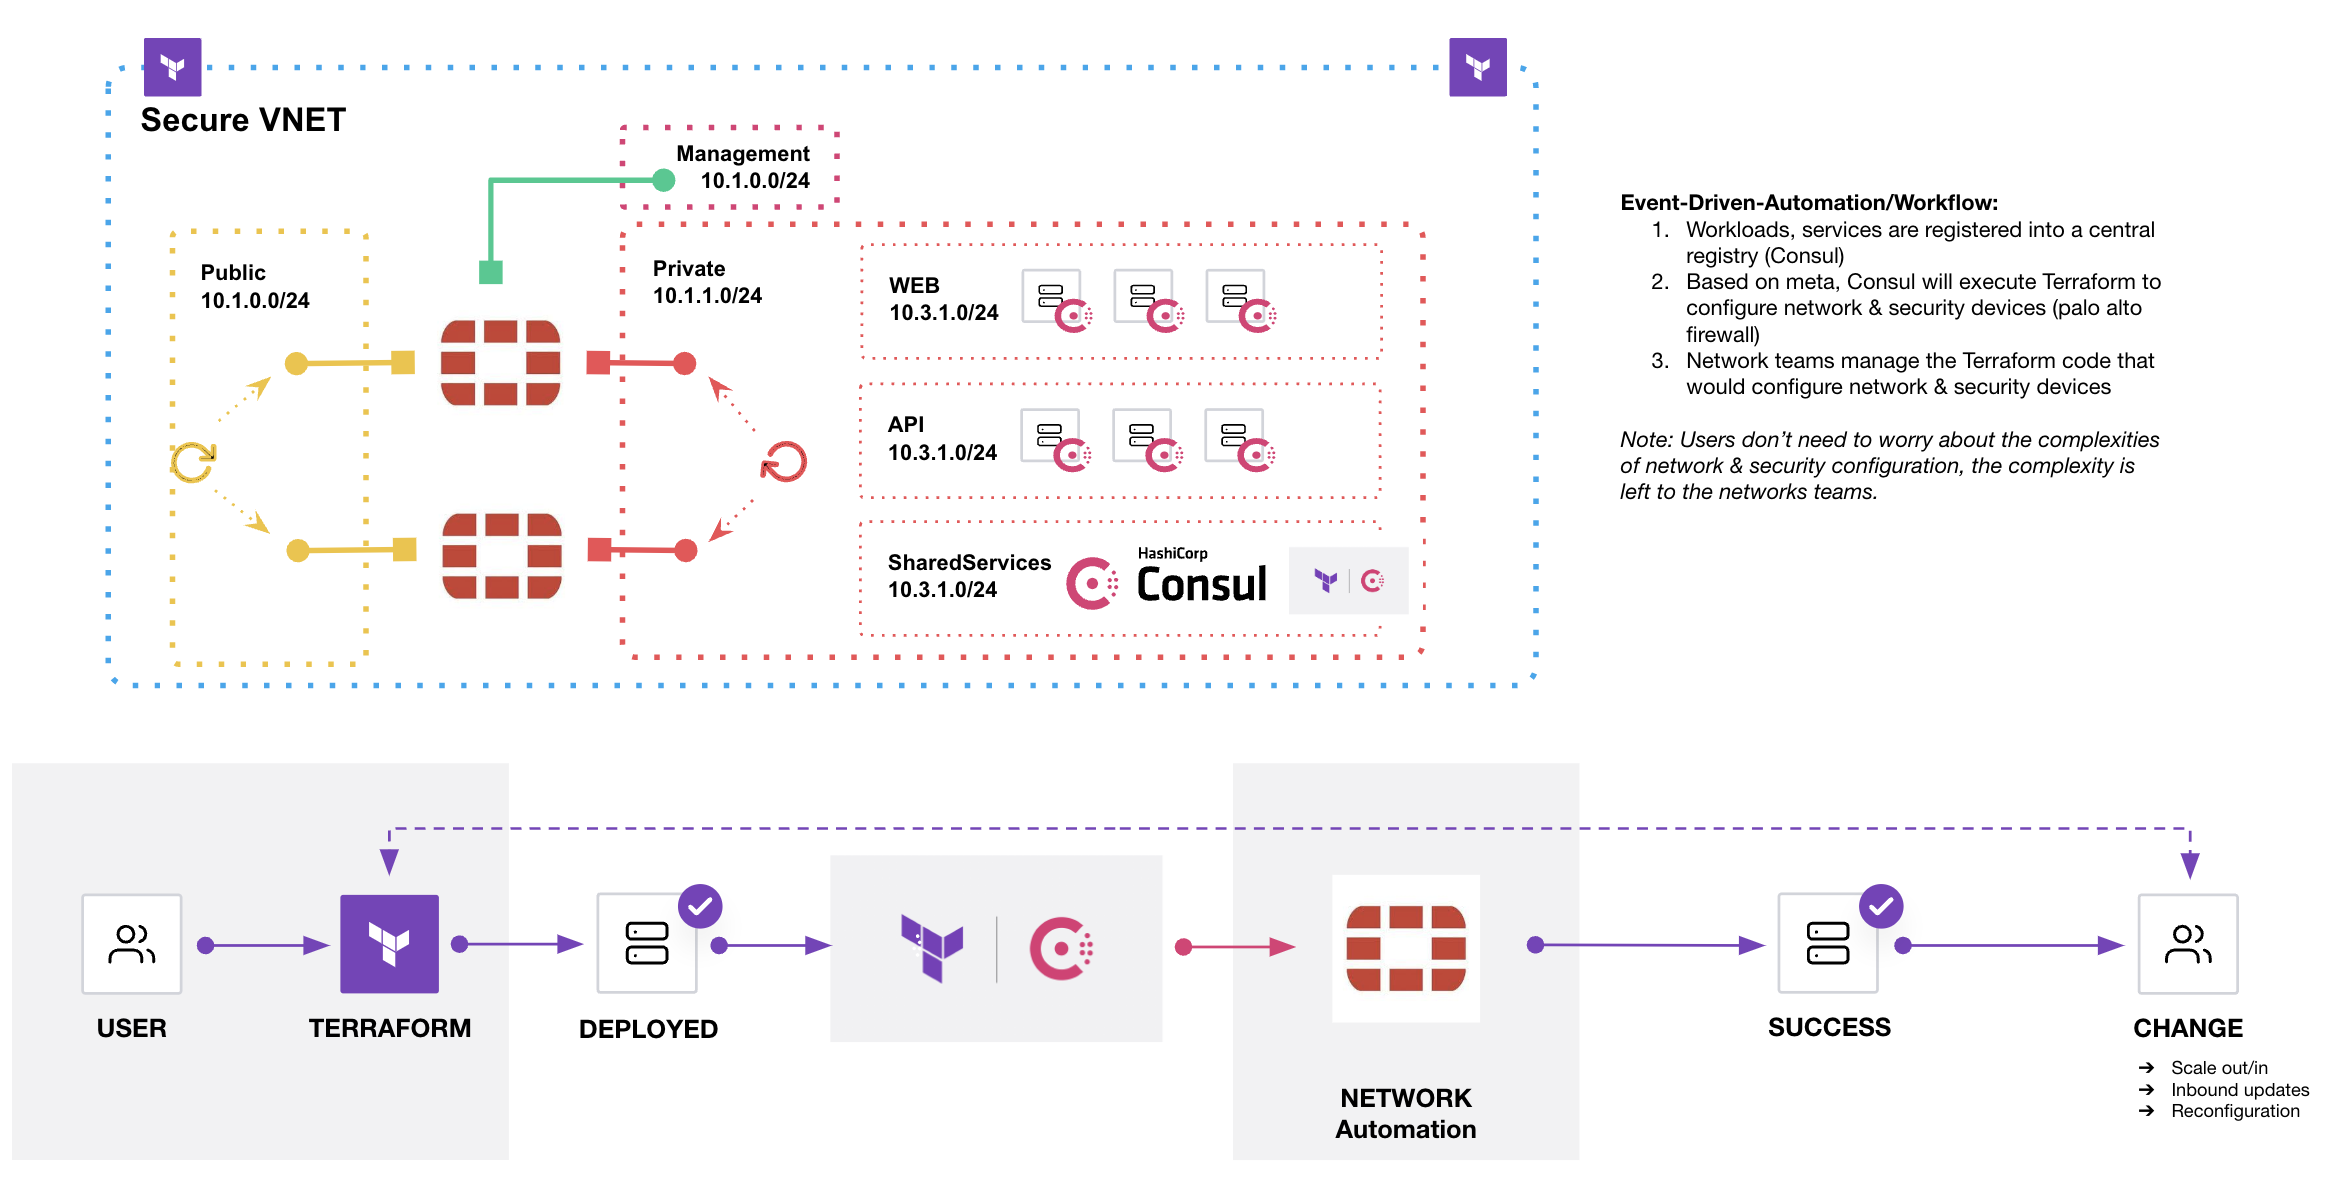 Secure VNET
Management
10.1.0.0/24
Public
10.1.0.0/24
Private
10.1.1.0/24
WEB
10.3.1.0/24
API
10.3.1.0/24
SharedServices
10.3.1.0/24
HashiCorp
Consul
Event-Driven-Automation/Workflow:
1. Workloads, services are registered into a central
registry (Consul)
2. Based on meta, Consul will execute Terraform to
configure network & security devices (palo alto
firewall)
3. Network teams manage the Terraform code that
would configure network & security devices
Note: Users don’t need to worry about the complexities
of network & security configuration, the complexity is
left to the networks teams.
USER
TERRAFORM
DEPLOYED
NETWORK
Automation
SUCCESS
CHANGE
➔ Scale out/in
➔ Inbound updates
➔ Reconfiguration